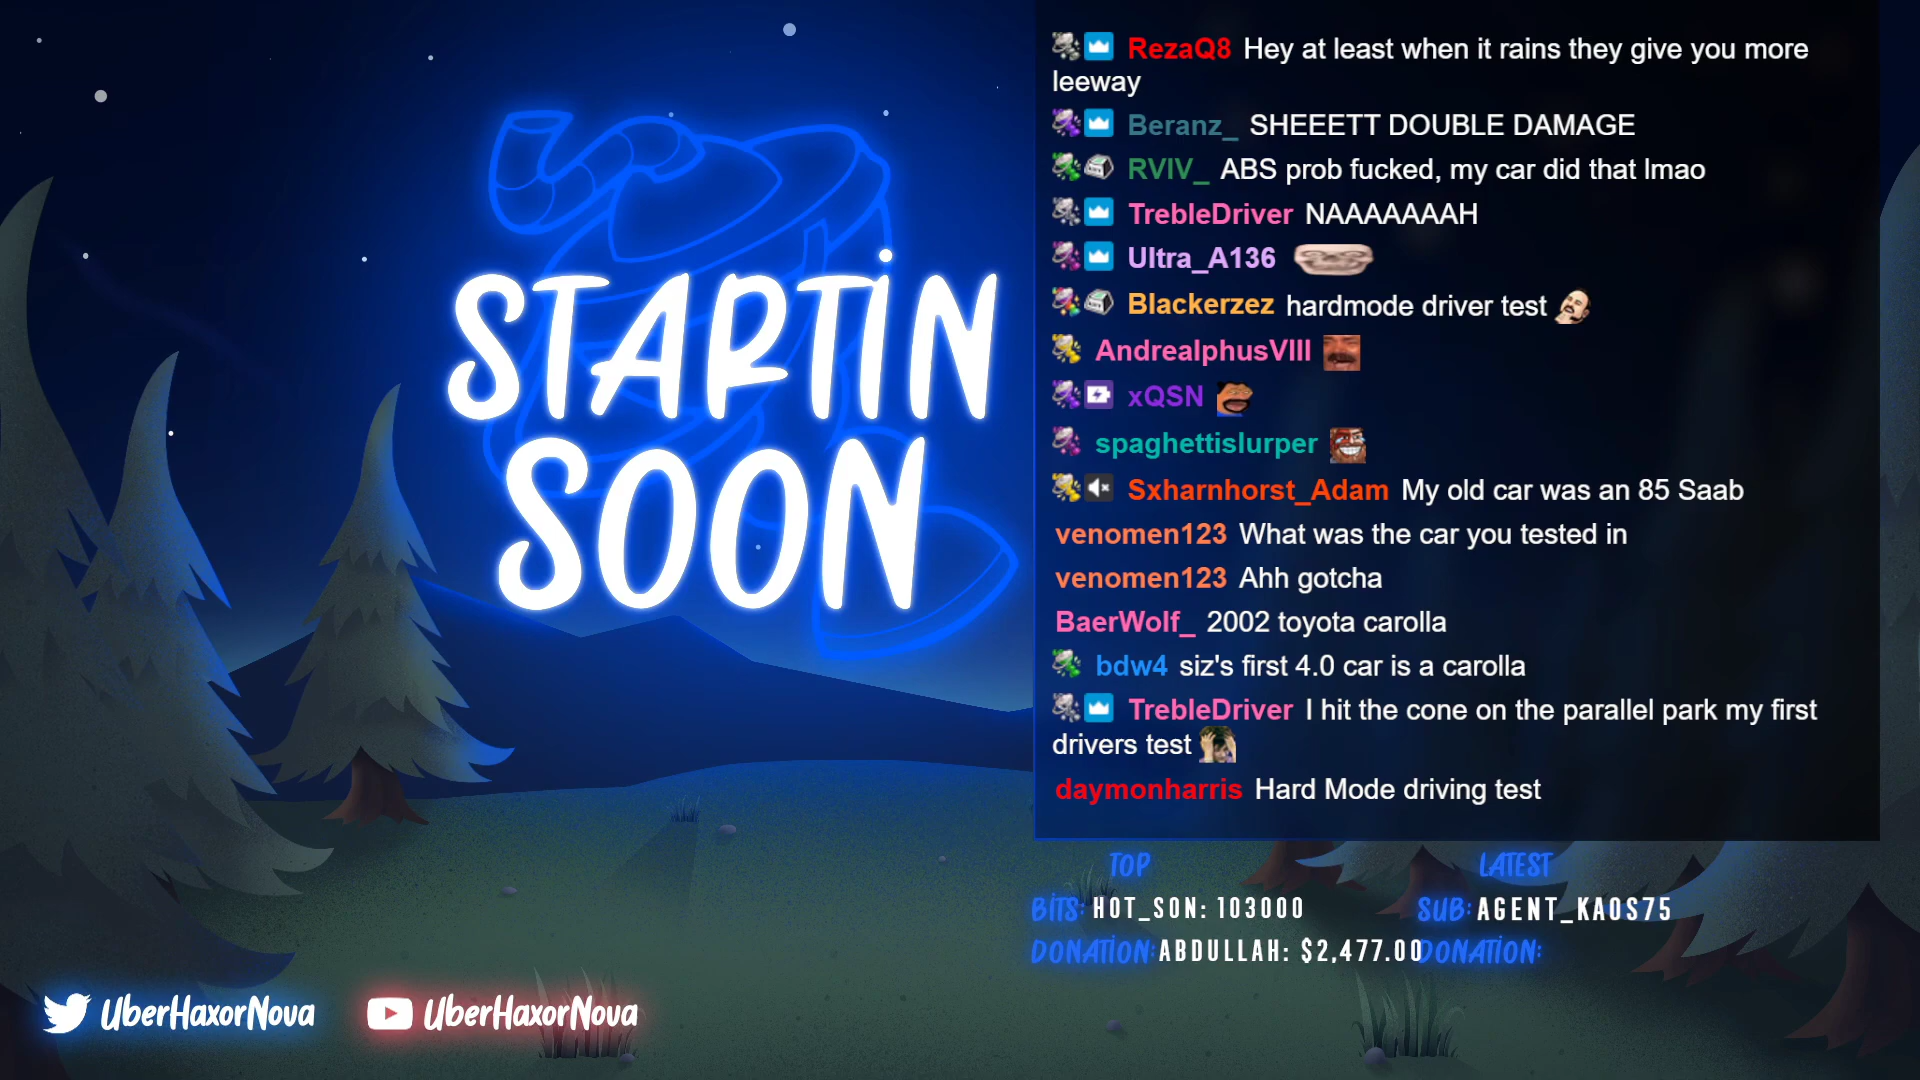 STARTIN
SOON
RezaQ8 Hey at least when it rains they give you more
leeway
Beranz_ SHEEETT DOUBLE DAMAGE
RVIV_ ABS prob fucked, my car did that lmao
TrebleDriver NAAAAAAAH
Ultra_A136
Blackerzez hardmode driver test
AndrealphusVIII
xQSN
spaghettislurper
Sxharnhorst_Adam My old car was an 85 Saab
venomen123 What was the car you tested in
venomen123 Ahh gotcha
BaerWolf_ 2002 toyota carolla
bdw4 siz's first 4.0 car is a carolla
TrebleDriver I hit the cone on the parallel park my first
drivers test
daymonharris Hard Mode driving test
TOP
BITS: HOT_SON: 103000
DONATION: ABDULLAH: $2,477.00
LATEST
SUB: AGENT_KAOS75
DONATION:
UberHaxorNova
UberHaxorNova